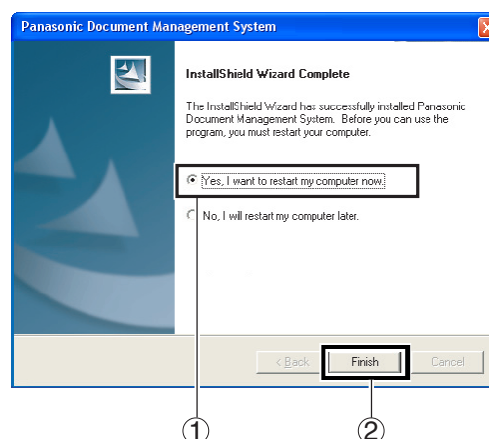 Panasonic Document Management System
InstallShield Wizard Complete
The InstallShield Wizard has successfully installed Panasonic
Document Management System. Before you can use the
program, you must restart your computer.
Yes, I want to restart my computer now.
No, I will restart my computer later.
< Back
Finish
Cancel
① ②